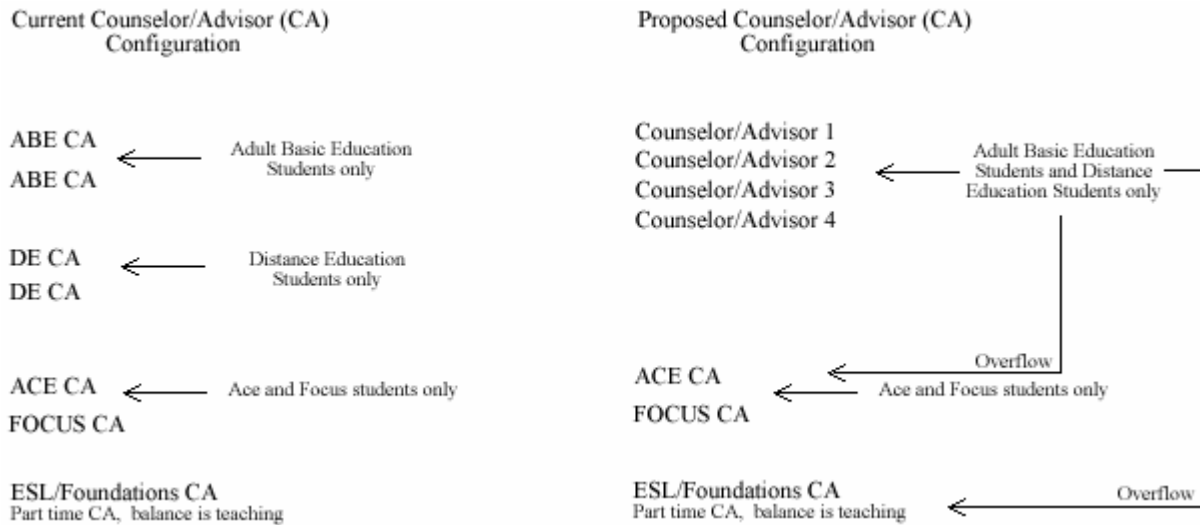 Current Counselor/Advisor (CA)
Configuration
ABE CA
ABE CA
Adult Basic Education
Students only
DE CA
DE CA
Distance Education
Students only
ACE CA
FOCUS CA
Ace and Focus students only
ESL/Foundations CA
Part time CA, balance is teaching
Proposed Counselor/Advisor (CA)
Configuration
Counselor/Advisor 1
Counselor/Advisor 2
Counselor/Advisor 3
Counselor/Advisor 4
Adult Basic Education
Students and Distance
Education Students only
Overflow
ACE CA
FOCUS CA
Ace and Focus students only
ESL/Foundations CA
Part time CA, balance is teaching
Overflow